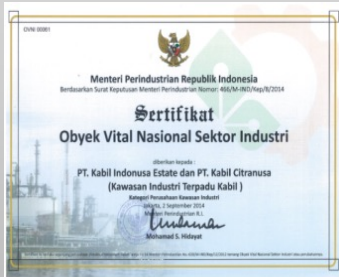 OVNI 00001
Menteri Perindustrian Republik Indonesia
Berdasarkan Surat Keputusan Menteri Perindustrian Nomor: 466/M-IND/Kep/8/2014
Sertifikat
Obyek Vital Nasional Sektor Industri
diberikan kepada :
PT. Kabil Indonusa Estate dan PT. Kabil Citranusa
(Kawasan Industri Terpadu Kabil )
Kategori Perusahaan Kawasan Industri
Jakarta, 2 September 2014
Menteri Perindustrian R.I.
Mohamad S. Hidayat